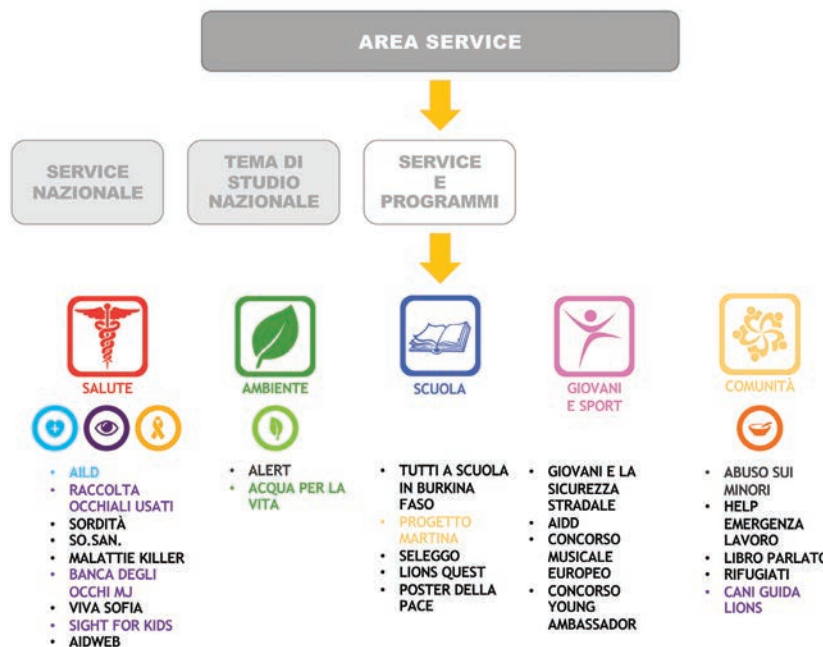 AREA SERVICE
SERVICE
NAZIONALE
TEMA DI
STUDIO
NAZIONALE
SERVICE
E
PROGRAMMI
SALUTE
• AILD
• RACCOLTA
OCCHIALI USATI
• SORDITÀ
• SO.SAN.
• MALATTIE KILLER
• BANCA DEGLI
OCCHI MJ
• VIVA SOFIA
• SIGHT FOR KIDS
• AIDWEB
AMBIENTE
• ALERT
• ACQUA PER LA
VITA
SCUOLA
• TUTTI A SCUOLA
IN BURKINA
FASO
• PROGETTO
MARTINA
• SELEGGO
• LIONS QUEST
• POSTER DELLA
PACE
GIOVANI
E SPORT
• GIOVANI E LA
SICUREZZA
STRADALE
• AIDD
• CONCORSO
MUSICALE
EUROPEO
• CONCORSO
YOUNG
AMBASSADOR
COMUNITÀ
• ABUSO SUI
MINORI
• HELP
EMERGENZA
LAVORO
• LIBRO PARLATO
• RIFUGIATI
• CANI GUIDA
LIONS